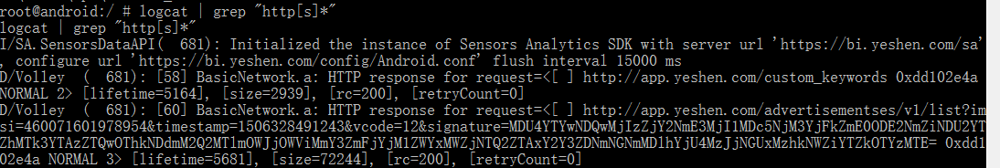 root@android:/ # logcat | grep "http[s]*"
logcat | grep "http[s]*"
I/SA.SensorsDataAPI(  681): Initialized the instance of Sensors Analytics SDK with server url 'https://bi.yeshen.com/sa'
, configure url 'https://bi.yeshen.com/config/Android.conf' flush interval 15000 ms
D/Volley  (  681): [58] BasicNetwork.a: HTTP response for request=<[ ] http://app.yeshen.com/custom_keywords 0xdd102e4a
NORMAL 2> [lifetime=5164], [size=2939], [rc=200], [retryCount=0]
D/Volley  (  681): [60] BasicNetwork.a: HTTP response for request=<[ ] http://app.yeshen.com/advertisementses/v1/list?im
si=460071601978954&timestamp=1506328491243&vcode=12&signature=MDU4YTYwNDQwMjIzZjY2NmE3MjI1MDc5NjM3YjFkZmE0ODE2NmZiNDU2YT
ZhMTk3YTAzZTQwOThkNDdmM2Q2MTlmOWJjOWViMmY3ZmFjYjM1ZWYxMWZjNTQ2ZTAxY2Y3ZDNmNGNmMDlhYjU4MzJjNGUxMzhkNWZiYTZkOTYzMTE= 0xdd1
02e4a NORMAL 3> [lifetime=5681], [size=72244], [rc=200], [retryCount=0]